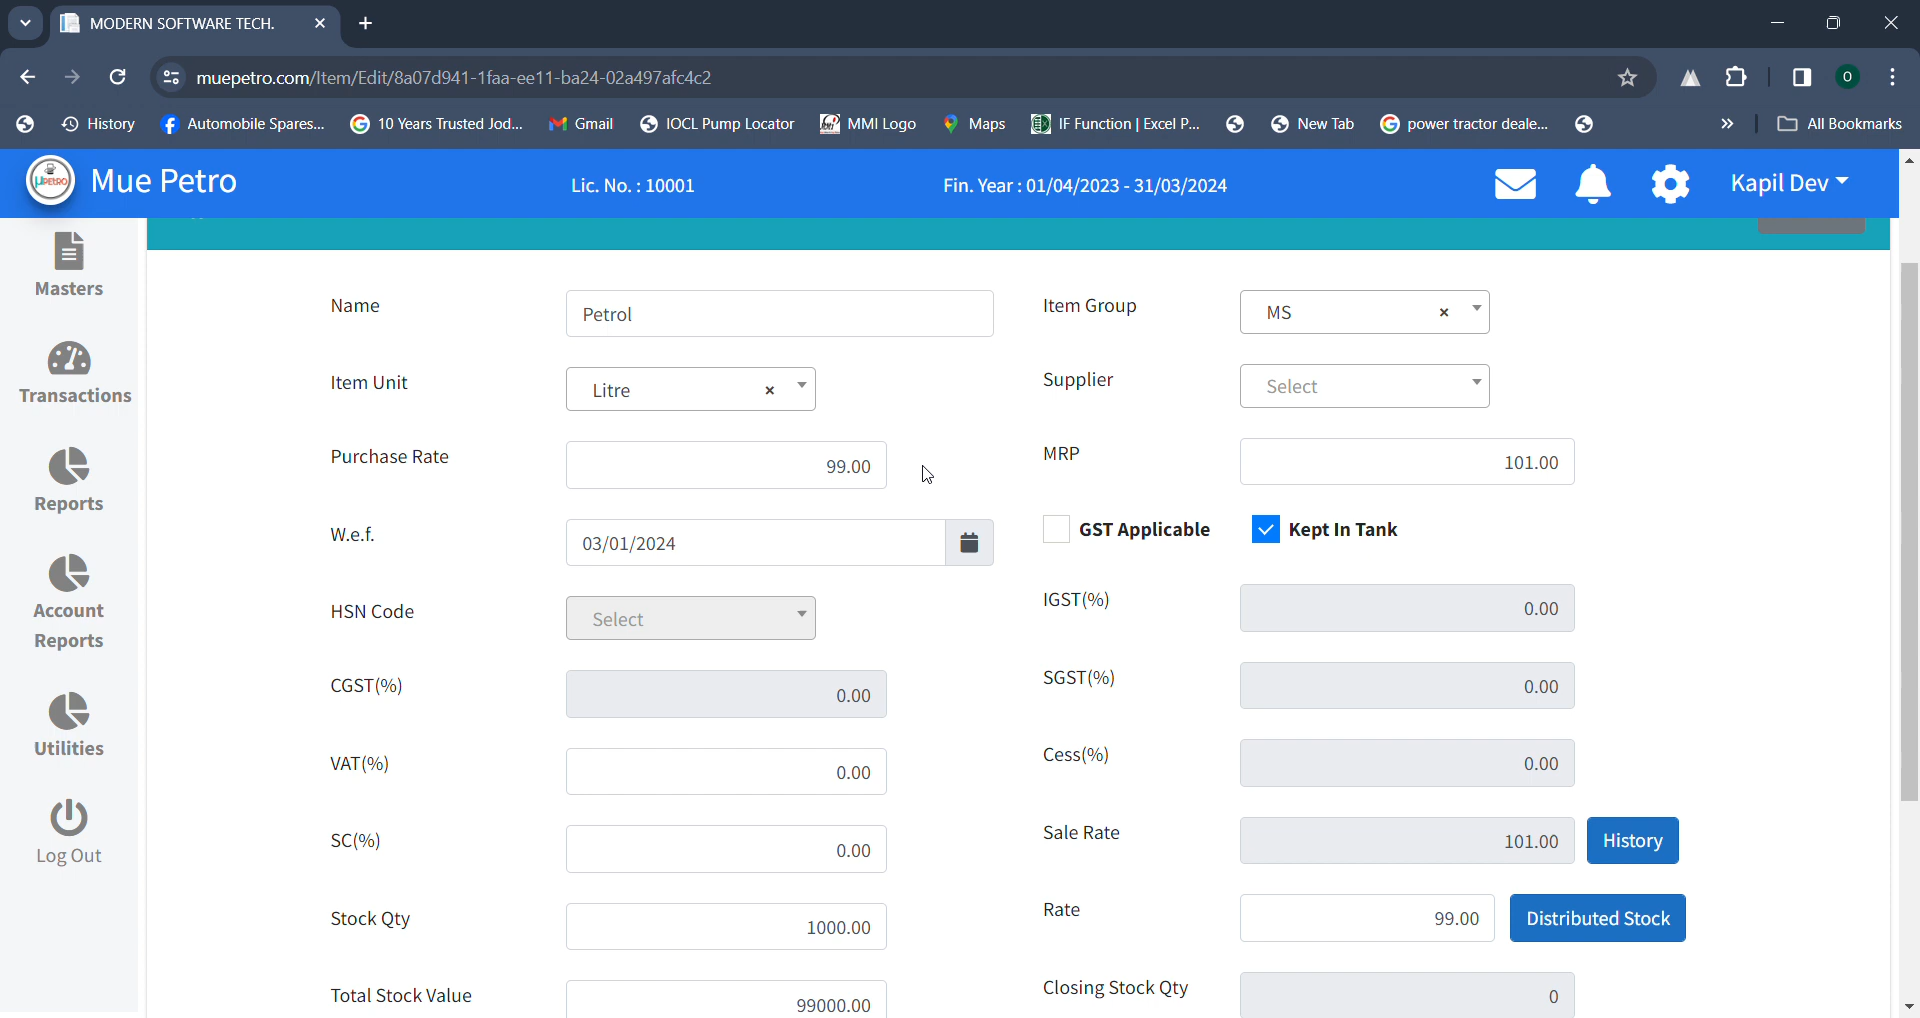 MODERN SOFTWARE TECH.
muepetro.com/Item/Edit/8a07d941-1faa-ee11-ba24-02a497afc4c2
O
History
Automobile Spares...
10 Years Trusted Jod...
Gmail
IOCL Pump Locator
MMI Logo
Maps
IF Function | Excel P...
New Tab
power tractor deale...
All Bookmarks
Mue Petro
Lic. No. : 10001
Fin. Year : 01/04/2023 - 31/03/2024
Kapil Dev
Masters
Transactions
Reports
Account
Reports
Utilities
Log Out
Name
Petrol
Item Group
MS
Item Unit
Litre
Supplier
Select
Purchase Rate
99.00
MRP
101.00
W.e.f.
03/01/2024
GST Applicable
Kept In Tank
HSN Code
Select
IGST(%)
0.00
CGST(%)
0.00
SGST(%)
0.00
VAT(%)
0.00
Cess(%)
0.00
SC(%)
0.00
Sale Rate
101.00
History
Stock Qty
1000.00
Rate
99.00
Distributed Stock
Total Stock Value
99000.00
Closing Stock Qty
0